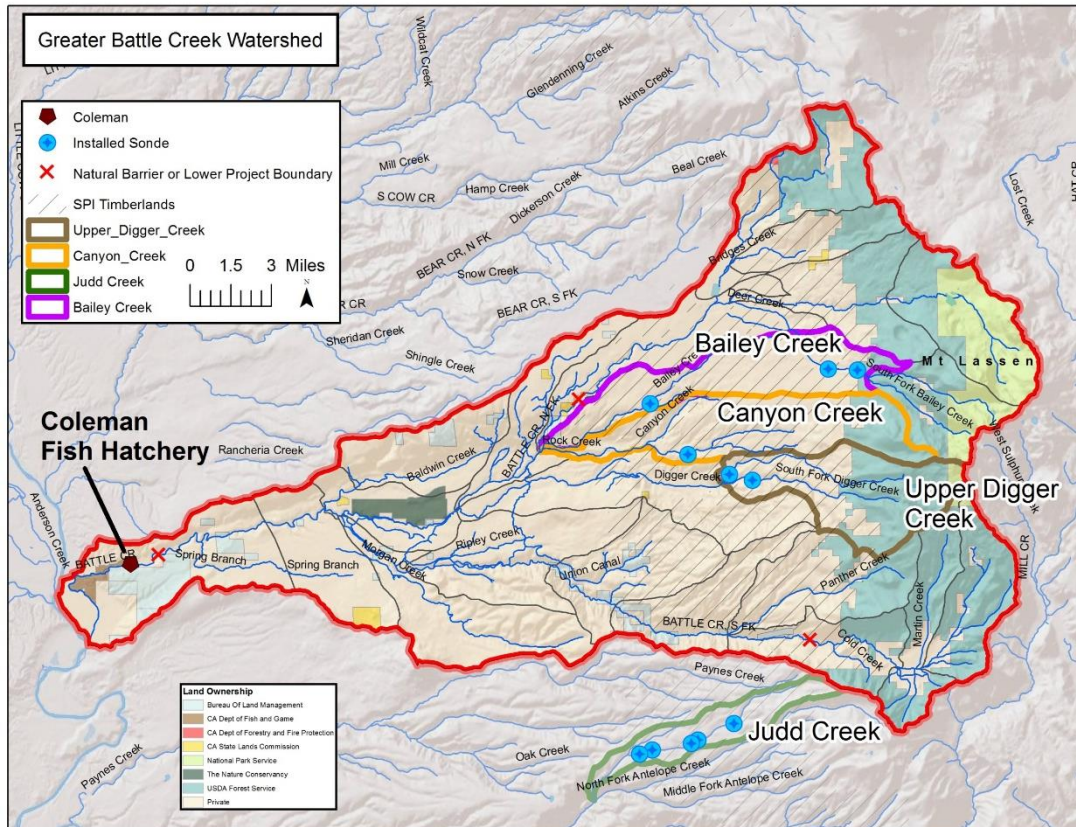 Greater Battle Creek Watershed
Coleman
Installed Sonde
Natural Barrier or Lower Project Boundary
SPI Timberlands
Upper_Digger_Creek
Canyon_Creek
Judd Creek
Bailey Creek
0 1.5 3 Miles
N
Wildcat Creek
Glendenning Creek
Atkins Creek
Mill Creek
Beal Creek
S COW CR
Hamp Creek
Dickerson Creek
Lost Creek
HAT CR
BEAR CR, N FK
Snow Creek
BEAR CR, S FK
Sheridan Creek
Shingle Creek
Bridges Creek
Deer Creek
Bailey Creek
Mt Lassen
South Fork Bailey Creek
Canyon Creek
Canyon Creek
Rock Creek
BATTLE CR, N FK
Coleman
Fish Hatchery
Rancheria Creek
Baldwin Creek
Digger Creek
South Fork Digger Creek
Upper Digger
Creek
Anderson Creek
BATTLE CR
Spring Branch
Spring Branch
Morgan Creek
Ripley Creek
Union Canal
Panther Creek
MILL CR
Martin Creek
BATTLE CR, S FK
Cold Creek
Paynes Creek
Judd Creek
Oak Creek
North Fork Antelope Creek
Middle Fork Antelope Creek
Paynes Creek
Land Ownership
Bureau Of Land Management
CA Dept of Fish and Game
CA Dept of Forestry and Fire Protection
CA State Lands Commission
National Park Service
The Nature Conservancy
USDA Forest Service
Private